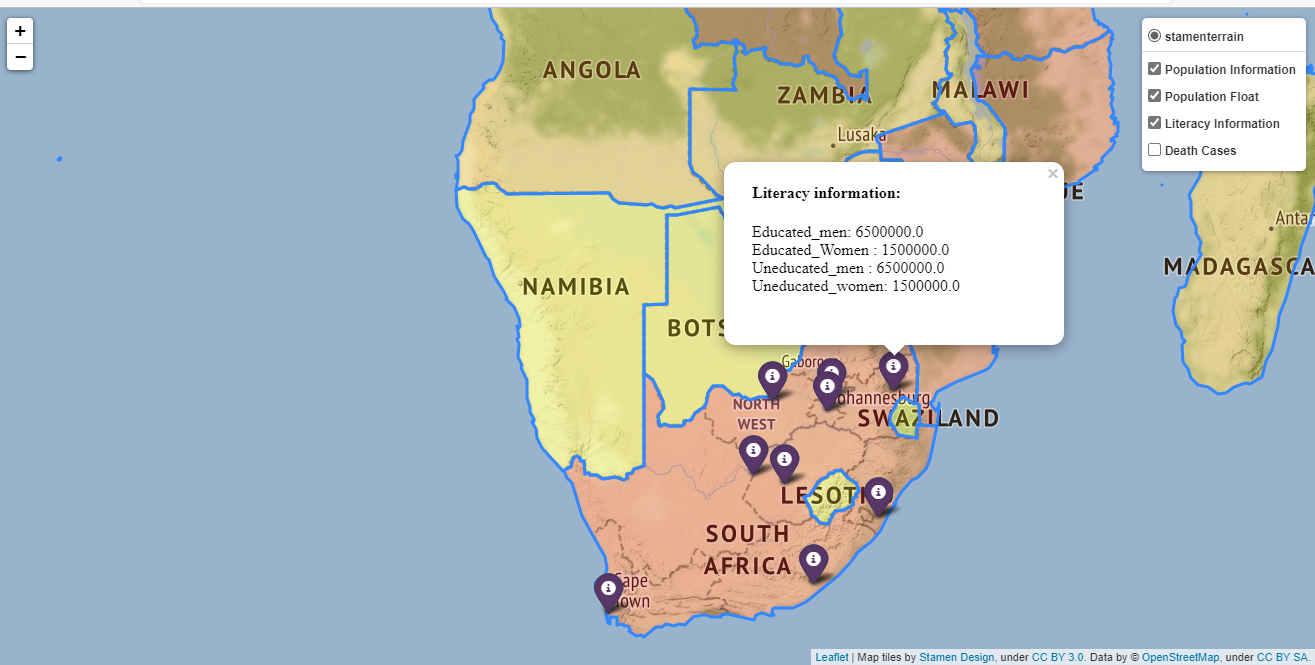 +
−
stamenterrain
Population Information
Population Float
Literacy Information
Death Cases
ANGOLA
ZAMBIA
MALAWI
Lusaka
×
Literacy information:
Educated_men: 6500000.0
Educated_Women : 1500000.0
Uneducated_men : 6500000.0
Uneducated_women: 1500000.0
UE
Anta
MADAGASCA
NAMIBIA
BOTS
Gaboro
ohannesburg
NORTH
WEST
SWAZILAND
LESOTH
SOUTH
AFRICA
Cape
own
Leaflet | Map tiles by Stamen Design, under CC BY 3.0. Data by © OpenStreetMap, under CC BY SA.